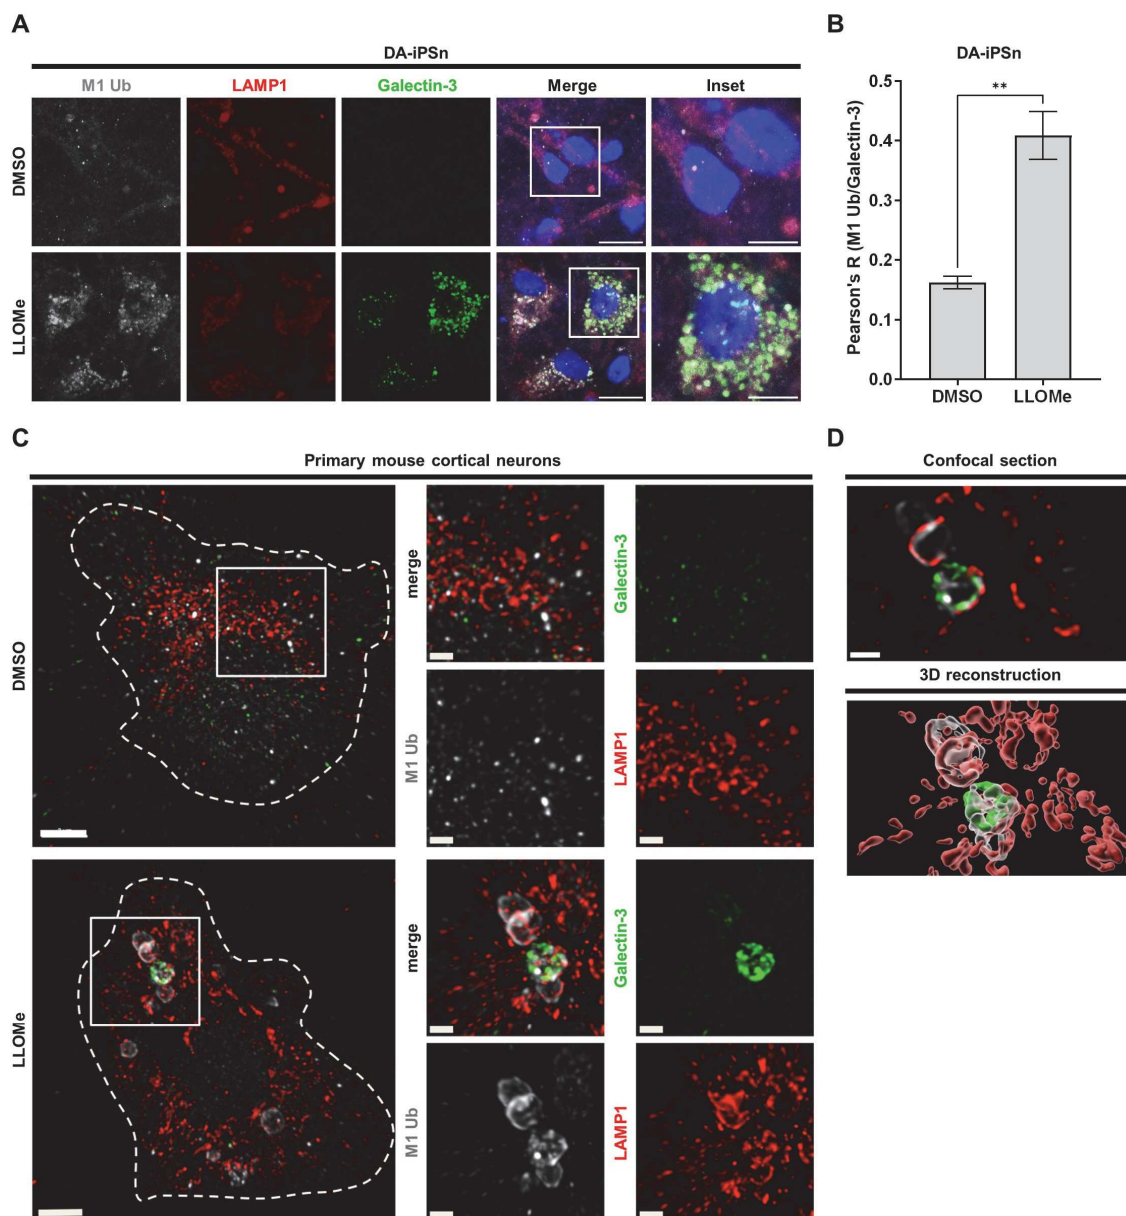 A
DA-iPSn
M1 Ub LAMP1 Galectin-3 Merge Inset
DMSO
LLOMe
B
DA-iPSn
Pearson's R (M1 Ub/Galectin-3)
0.5
0.4
0.3
0.2
0.1
0.0
**
DMSO LLOMe
C
Primary mouse cortical neurons
DMSO
merge
Galectin-3
M1 Ub
LAMP1
LLOMe
merge
Galectin-3
M1 Ub
LAMP1
D
Confocal section
3D reconstruction